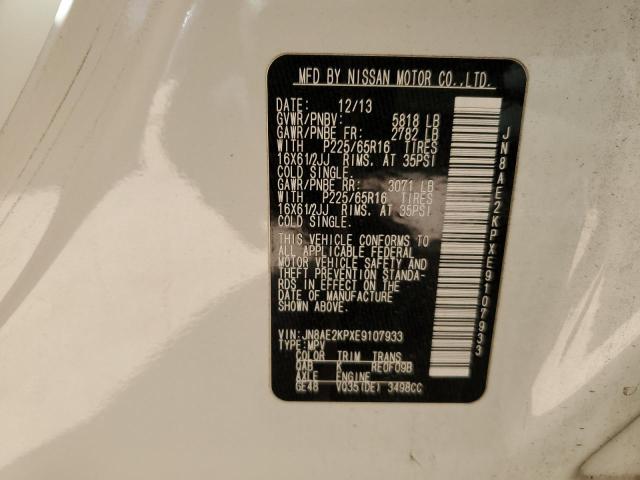 MFD BY NISSAN MOTOR CO.,LTD.
DATE: 12/13
GVWR/PNBV: 5818 LB
GAWR/PNBE FR: 2782 LB
WITH P225/65R16 TIRES
16X61/2JJ RIMS. AT 35PSI
COLD SINGLE.
GAWR/PNBE RR: 3071 LB
WITH P225/65R16 TIRES
16X61/2JJ RIMS. AT 35PSI
COLD SINGLE.
THIS VEHICLE CONFORMS TO
ALL APPLICABLE FEDERAL
MOTOR VEHICLE SAFETY AND
THEFT PREVENTION STANDA-
RDS IN EFFECT ON THE
DATE OF MANUFACTURE
SHOWN ABOVE.
VIN: JN8AE2KPXE9107933
TYPE: MPV
COLOR TRIM TRANS
QAB K RE0F09B
AXLE ENGINE
GE48 VQ35(DE) 3498CC
JN8AE2KPXE9107933